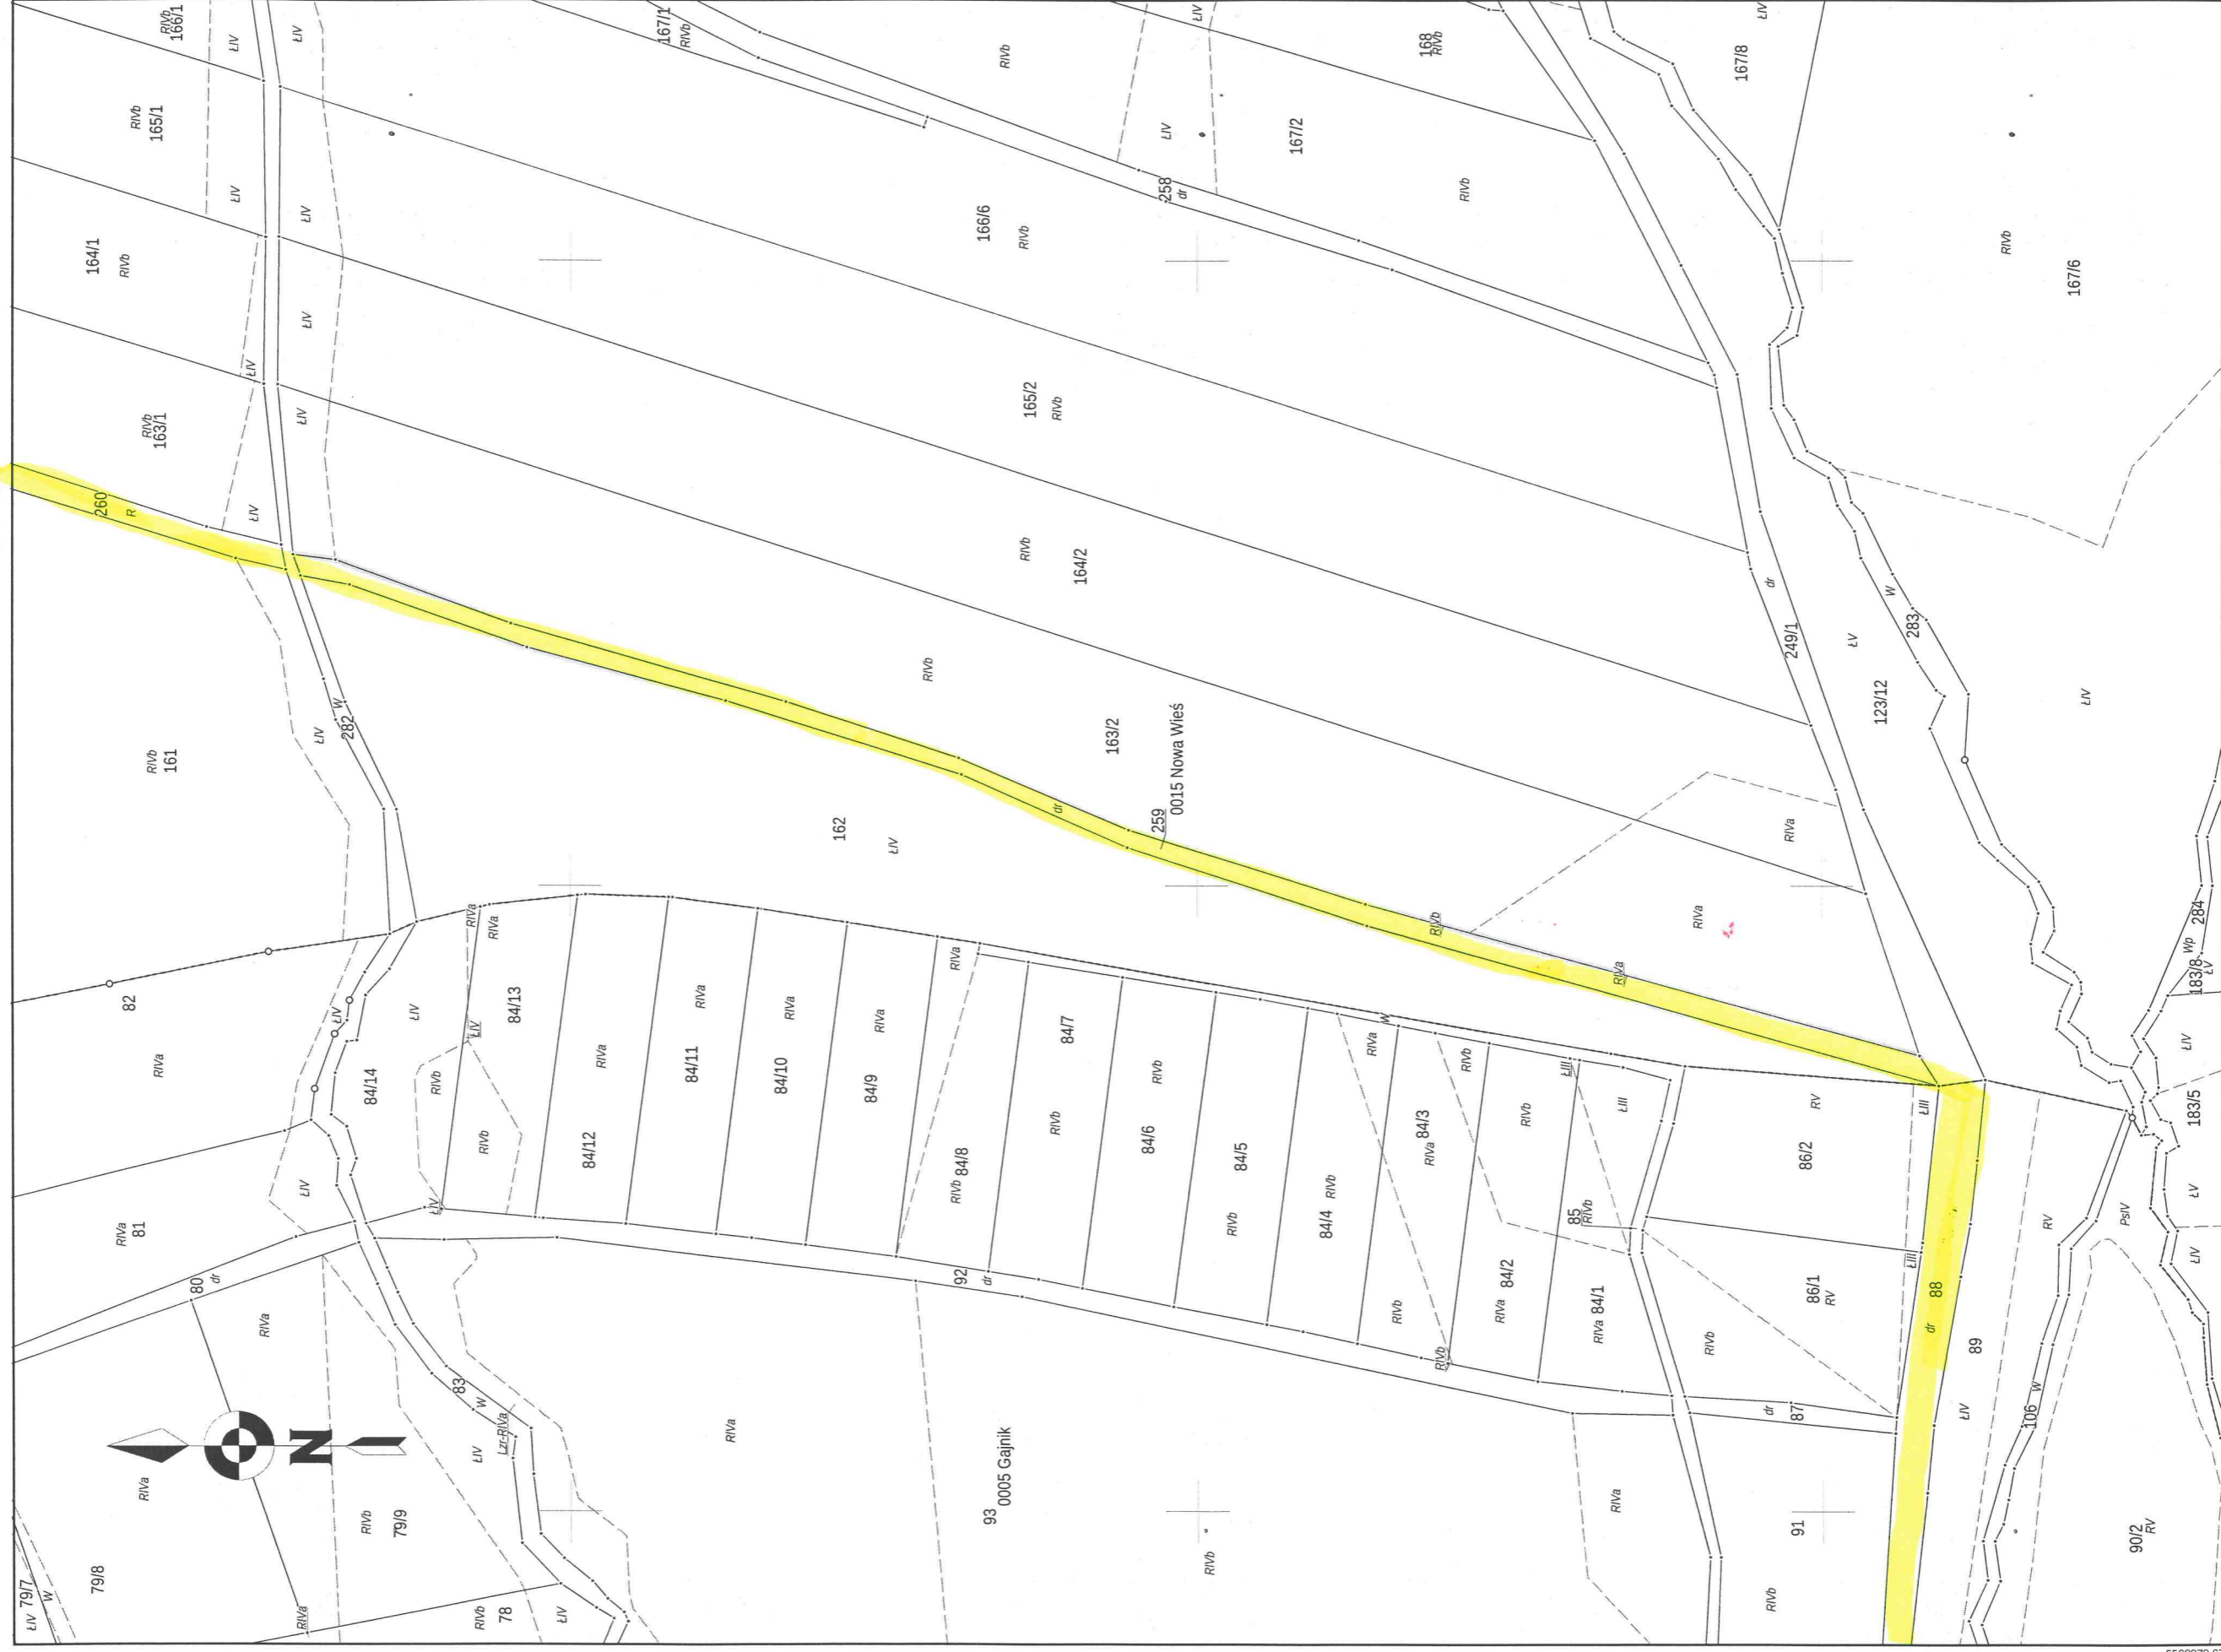 RIVb
166/1
ŁIV
ŁIV
167/1
RIVb
RIVb
ŁIV
168
RIVb
167/8
ŁIV
RIVb
165/1
ŁIV
ŁIV
ŁIV
167/2
RIVb
258
dr
164/1
RIVb
ŁIV
166/6
RIVb
RIVb
167/6
ŁIV
RIVb
163/1
ŁIV
165/2
RIVb
260
R
ŁIV
RIVb
164/2
dr
W
283
249/1
ŁV
123/12
ŁIV
RIVb
161
ŁIV
W
282
RIVb
163/2
0015 Nowa Wieś
259
dr
162
ŁIV
RIVa
RIVa
RIVb
RIVa
284
Wp
183/8
ŁV
82
RIVa
ŁIV
ŁIV
84/14
RIVb
RIVa
RIVa
84/13
ŁIV
RIVb
RIVa
84/12
RIVa
84/11
RIVa
84/10
RIVa
84/9
RIVa
84/8
RIVb
84/7
RIVb
RIVb
84/6
84/5
RIVb
84/4
RIVb
W
RIVa
84/3
RIVa
RIVb
RIVb
RIVb
84/2
RIVa
RIVb
ŁIII
ŁIII
85
RIVb
84/1
RIVa
RV
86/2
ŁIII
ŁIII
86/1
RV
RIVb
88
dr
89
ŁIV
RV
PsIV
ŁIV
183/5
ŁV
ŁIV
106
W
RIVa
81
ŁIV
ŁIV
80
dr
RIVa
92
dr
83
W
Lzr-RIVa
ŁIV
N
RIVa
RIVb
79/9
79/8
79/7
ŁIV
W
RIVa
RIVb
78
ŁIV
RIVa
93
0005 Gajnik
RIVb
RIVa
dr
87
91
RIVb
90/2
RV